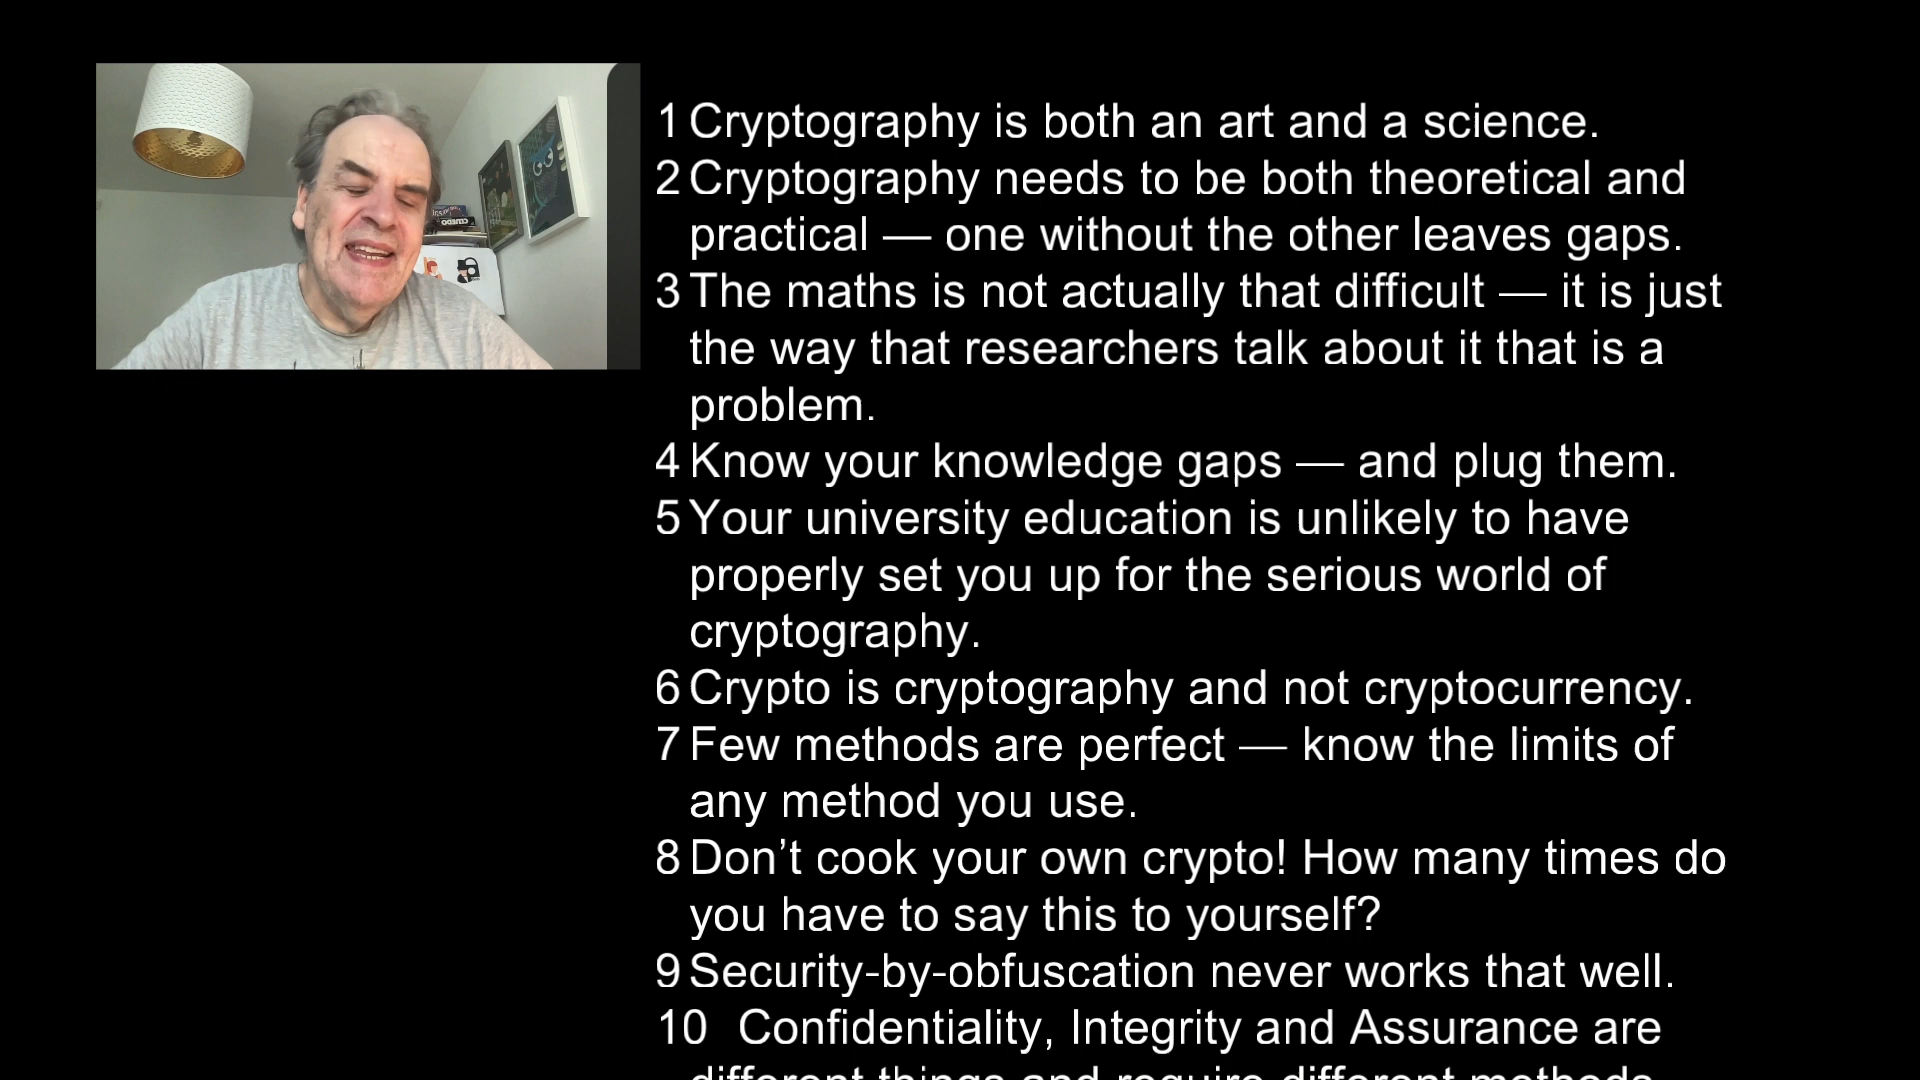 1 Cryptography is both an art and a science.
2 Cryptography needs to be both theoretical and
practical — one without the other leaves gaps.
3 The maths is not actually that difficult — it is just
the way that researchers talk about it that is a
problem.
4 Know your knowledge gaps — and plug them.
5 Your university education is unlikely to have
properly set you up for the serious world of
cryptography.
6 Crypto is cryptography and not cryptocurrency.
7 Few methods are perfect — know the limits of
any method you use.
8 Don’t cook your own crypto! How many times do
you have to say this to yourself?
9 Security-by-obfuscation never works that well.
10 Confidentiality, Integrity and Assurance are
different things and require different methods.